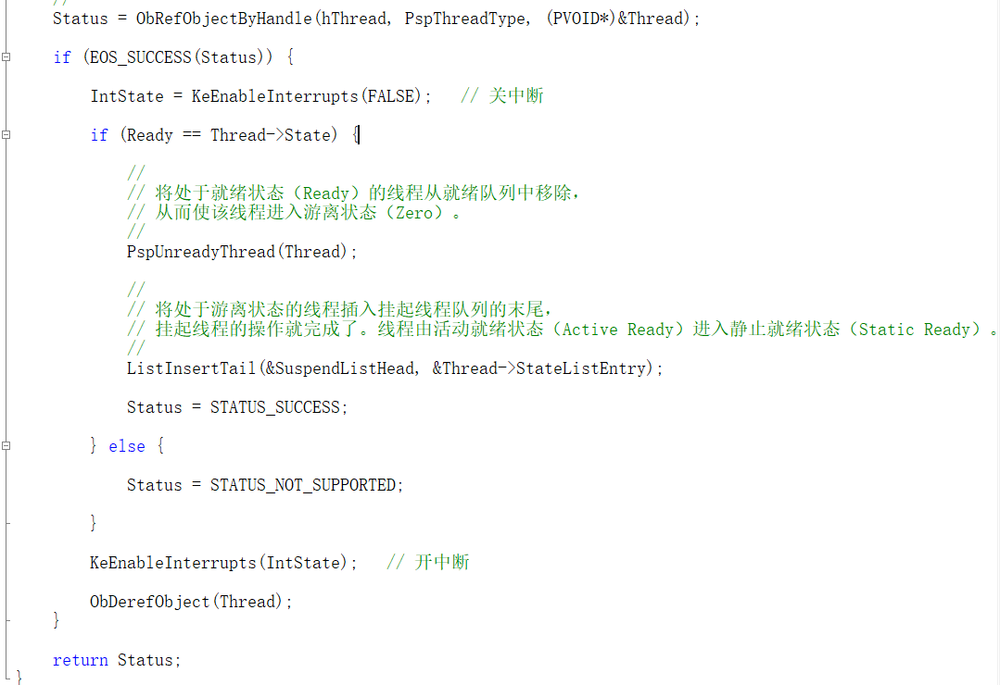 //
Status = ObRefObjectByHandle(hThread, PspThreadType, (PVOID*)&Thread);
if (EOS_SUCCESS(Status)) {
IntState = KeEnableInterrupts(FALSE);   // 关中断
if (Ready == Thread->State) {
//
// 将处于就绪状态（Ready）的线程从就绪队列中移除，
// 从而使该线程进入游离状态（Zero）。
//
PspUnreadyThread(Thread);
//
// 将处于游离状态的线程插入挂起线程队列的末尾，
// 挂起线程的操作就完成了。线程由活动就绪状态（Active Ready）进入静止就绪状态（Static Ready）。
//
ListInsertTail(&SuspendListHead, &Thread->StateListEntry);
Status = STATUS_SUCCESS;
} else {
Status = STATUS_NOT_SUPPORTED;
}
KeEnableInterrupts(IntState);   // 开中断
ObDerefObject(Thread);
}
return Status;
}